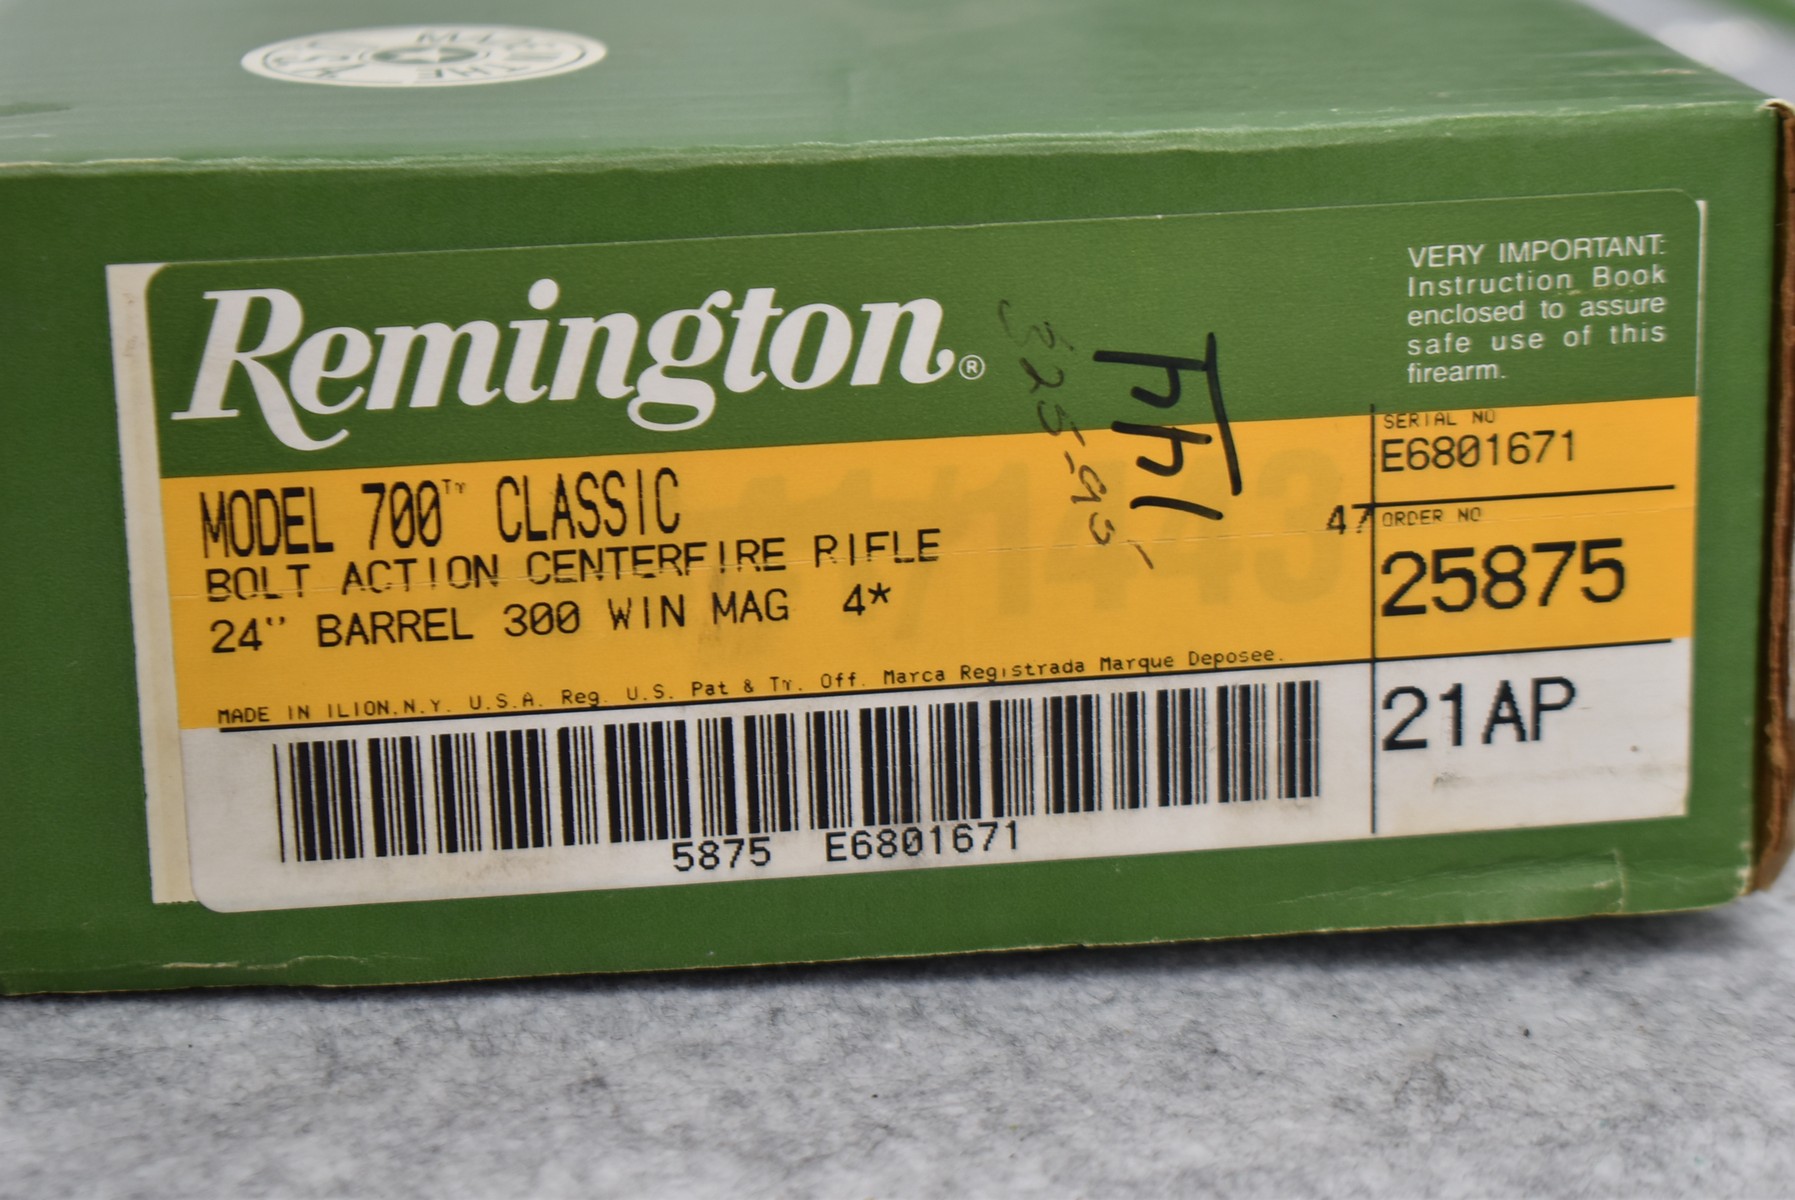 Remington®
VERY IMPORTANT:
Instruction Book
enclosed to assure
safe use of this
firearm.
MODEL 700™ CLASSIC
BOLT ACTION CENTERFIRE RIFLE
24" BARREL 300 WIN MAG 4*
MADE IN ILION,N.Y. U.S.A. Reg. U.S. Pat & Tm. Off. Marca Registrada Marque Deposee.
5875 E6801671
SERIAL NO
E6801671
47
ORDER NO
25875
21AP